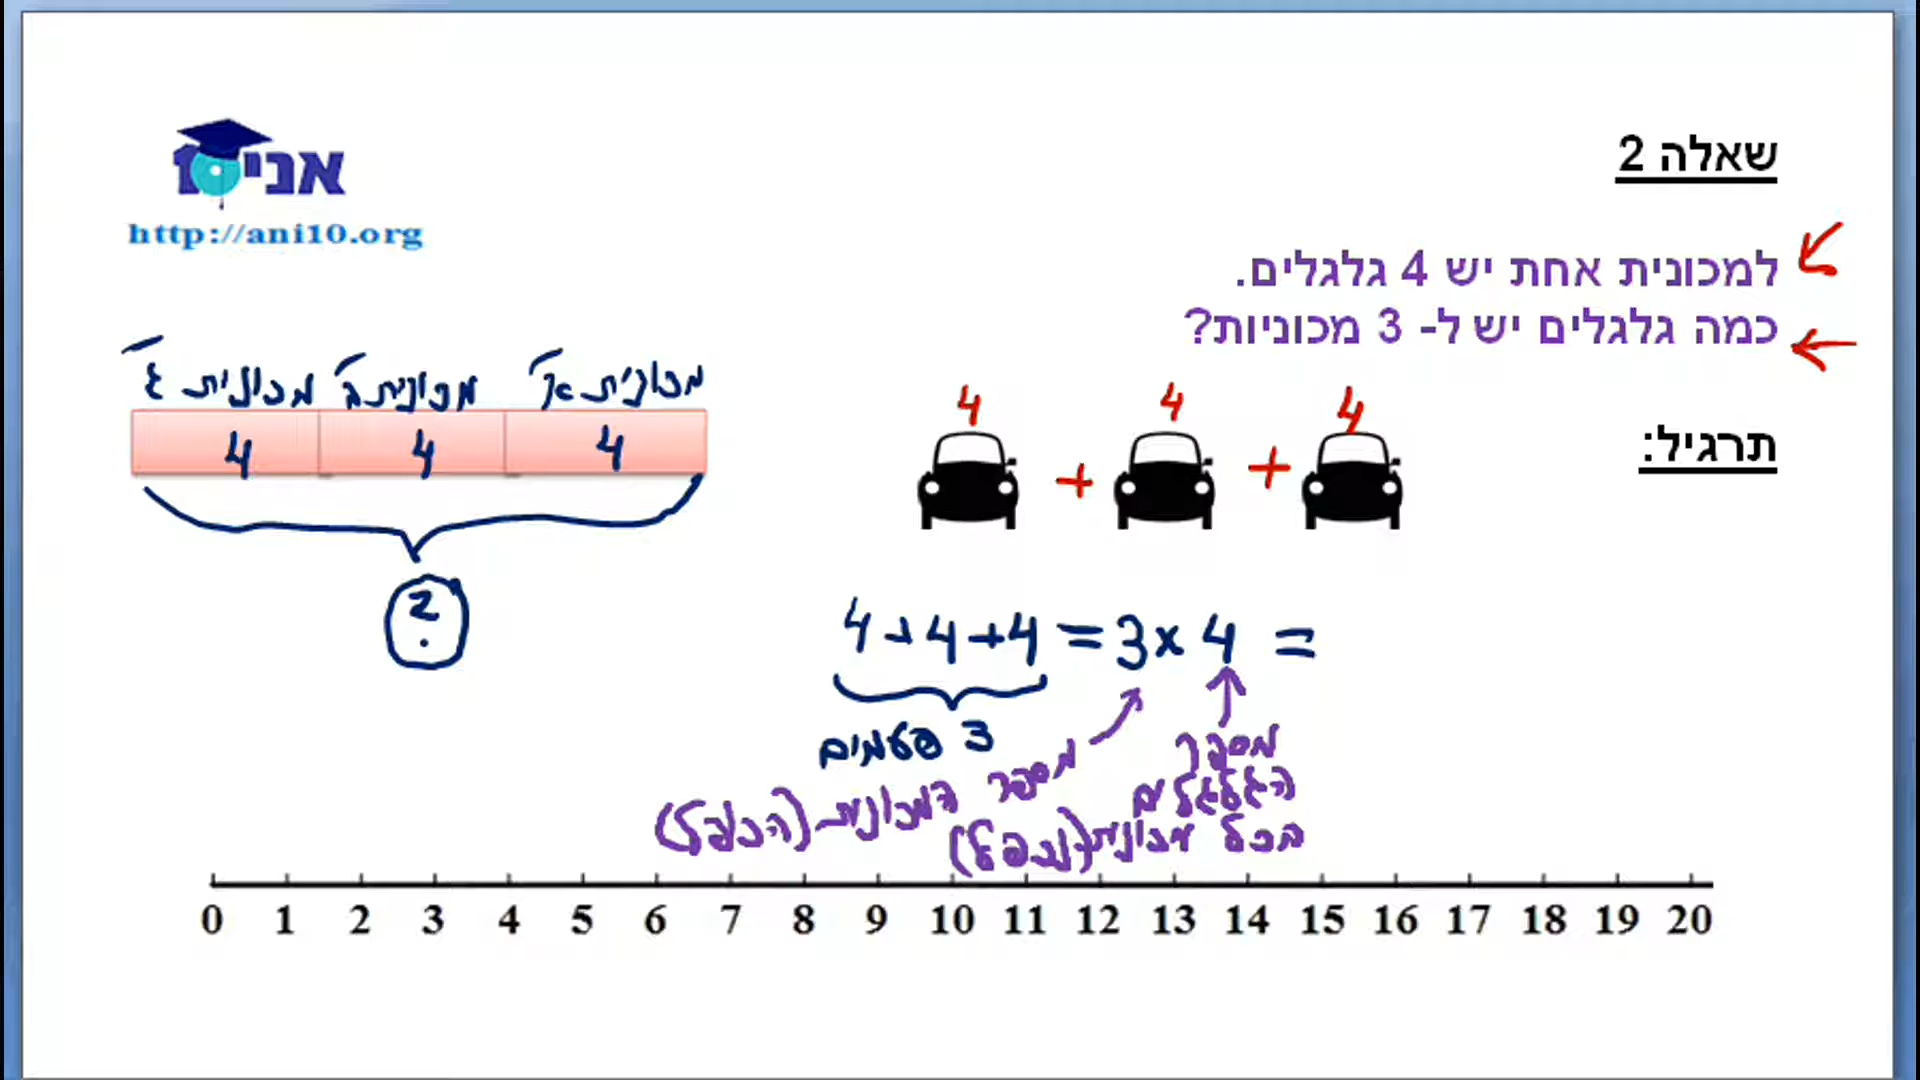 אני10
http://ani10.org
שאלה 2
למכונית אחת יש 4 גלגלים.
כמה גלגלים יש ל- 3 מכוניות?
תרגיל:
4 + 4 + 4
מכונית א' מכונית ב' מכונית ג'
4 4 4
?
4+4+4 = 3x4 =
3 פעמים
מספר המכונית (הכופל)
מספר
הגלגלים
בכל מכונית (נכפל)
0 1 2 3 4 5 6 7 8 9 10 11 12 13 14 15 16 17 18 19 20